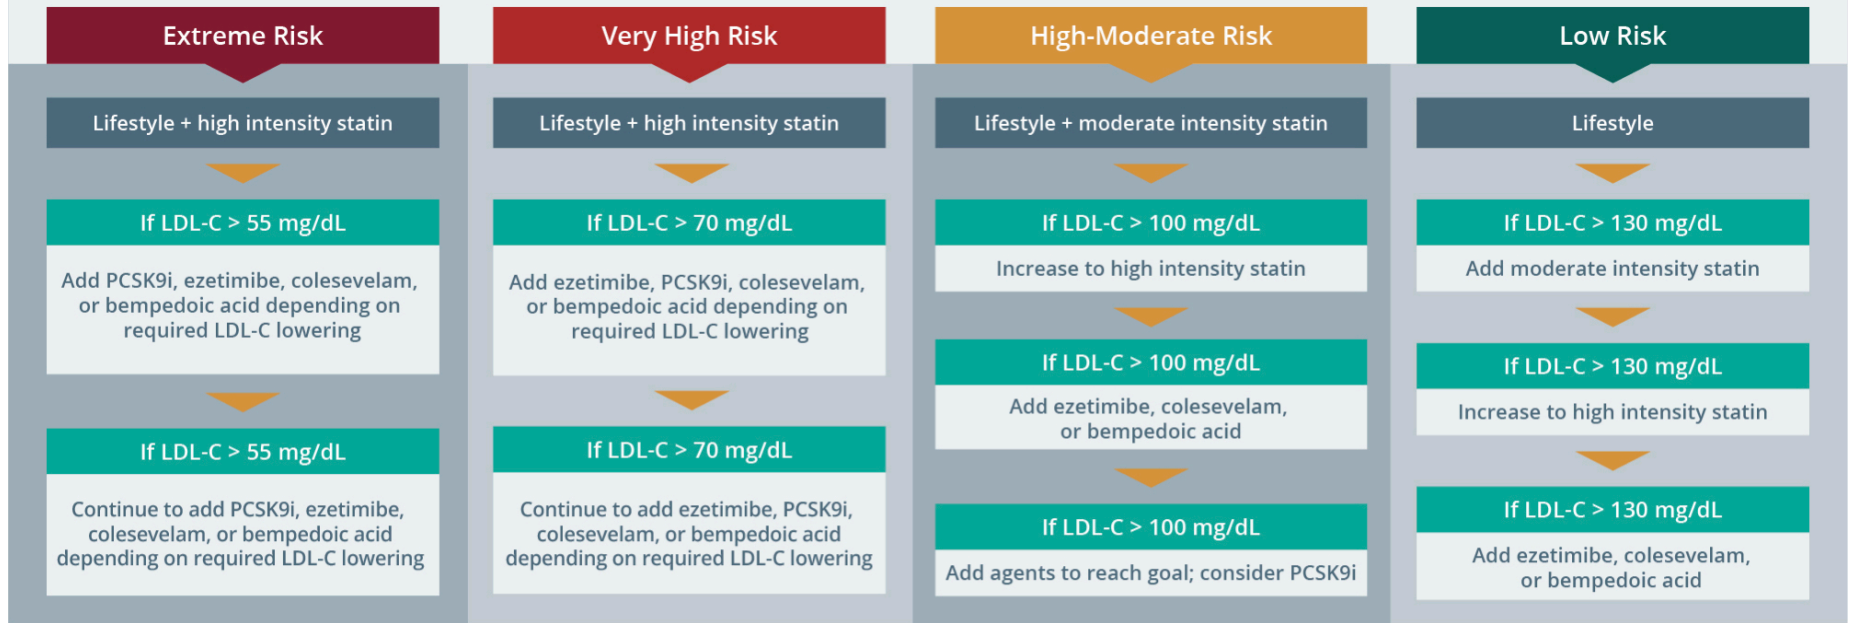 Extreme Risk
Lifestyle + high intensity statin
If LDL-C > 55 mg/dL
Add PCSK9i, ezetimibe, colesevelam,
or bempedoic acid depending on
required LDL-C lowering
If LDL-C > 55 mg/dL
Continue to add PCSK9i, ezetimibe,
colesevelam, or bempedoic acid
depending on required LDL-C lowering
Very High Risk
Lifestyle + high intensity statin
If LDL-C > 70 mg/dL
Add ezetimibe, PCSK9i, colesevelam,
or bempedoic acid depending on
required LDL-C lowering
If LDL-C > 70 mg/dL
Continue to add ezetimibe, PCSK9i,
colesevelam, or bempedoic acid
depending on required LDL-C lowering
High-Moderate Risk
Lifestyle + moderate intensity statin
If LDL-C > 100 mg/dL
Increase to high intensity statin
If LDL-C > 100 mg/dL
Add ezetimibe, colesevelam,
or bempedoic acid
If LDL-C > 100 mg/dL
Add agents to reach goal; consider PCSK9i
Low Risk
Lifestyle
If LDL-C > 130 mg/dL
Add moderate intensity statin
If LDL-C > 130 mg/dL
Increase to high intensity statin
If LDL-C > 130 mg/dL
Add ezetimibe, colesevelam,
or bempedoic acid